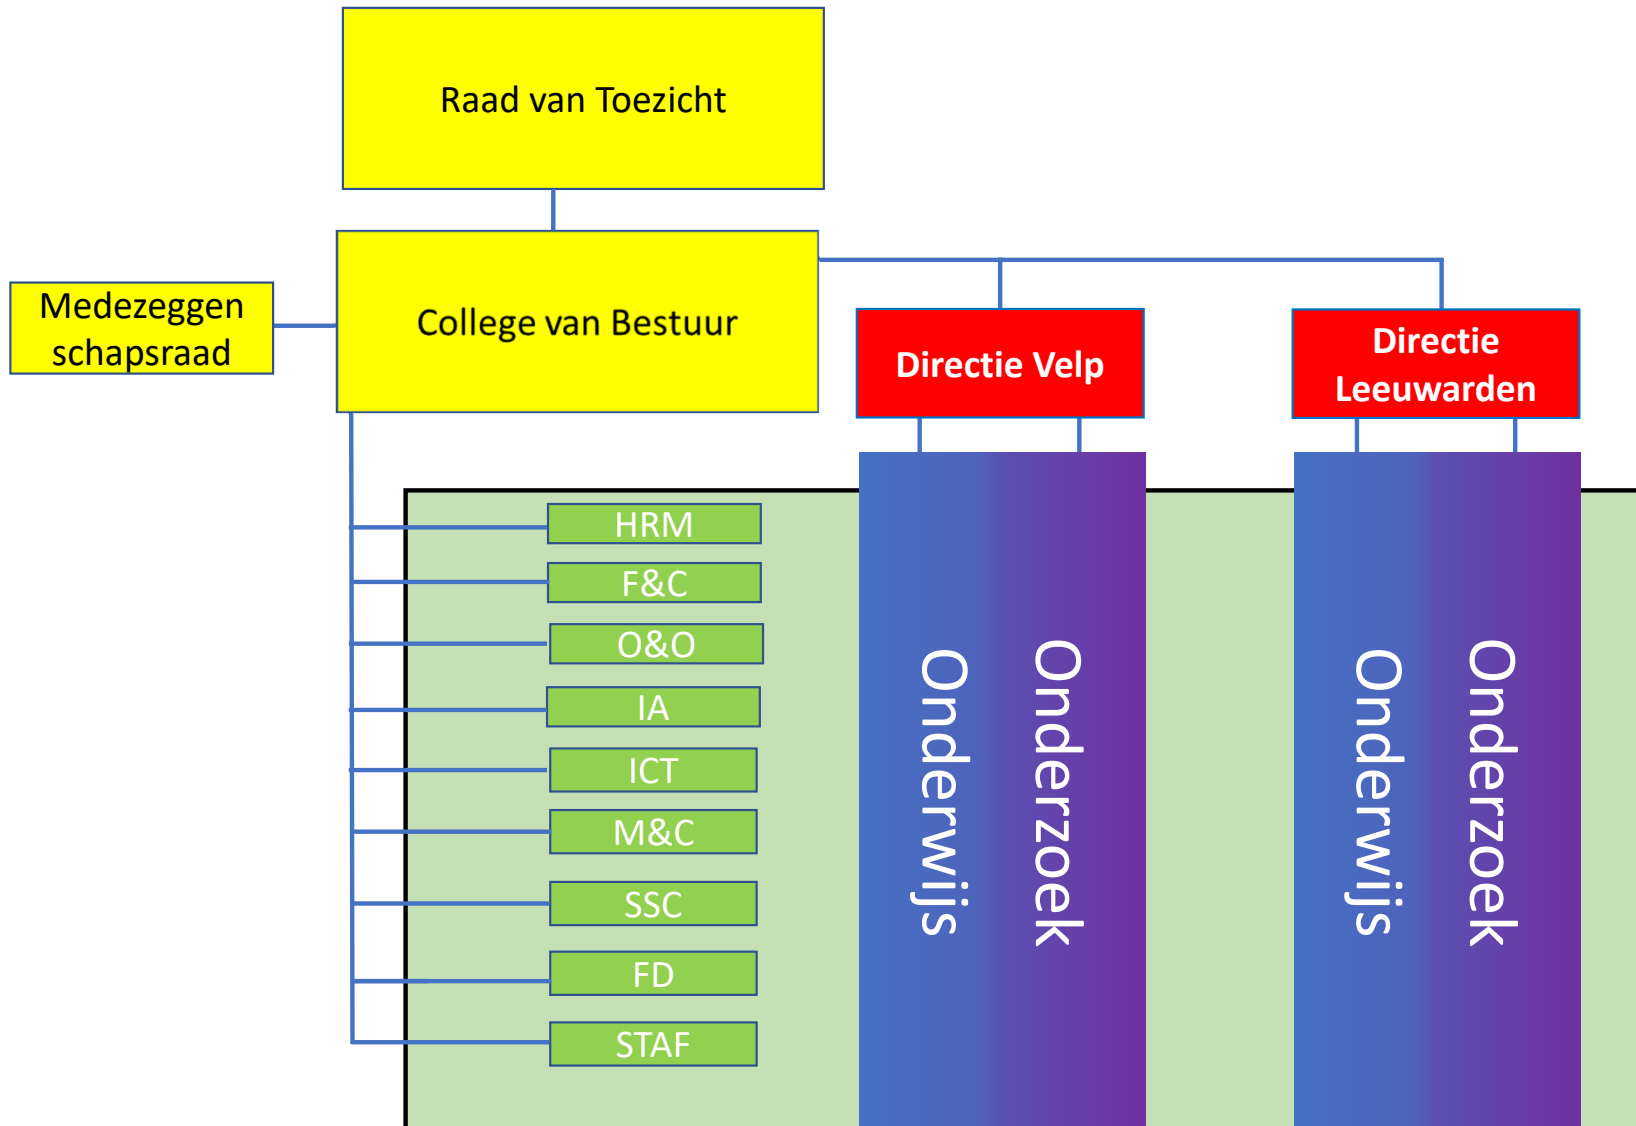 Raad van Toezicht
College van Bestuur
Medezeggen
schapsraad
Directie Velp
Directie
Leeuwarden
HRM
F&C
O&O
IA
ICT
M&C
SSC
FD
STAF
Onderwijs
Onderzoek
Onderwijs
Onderzoek